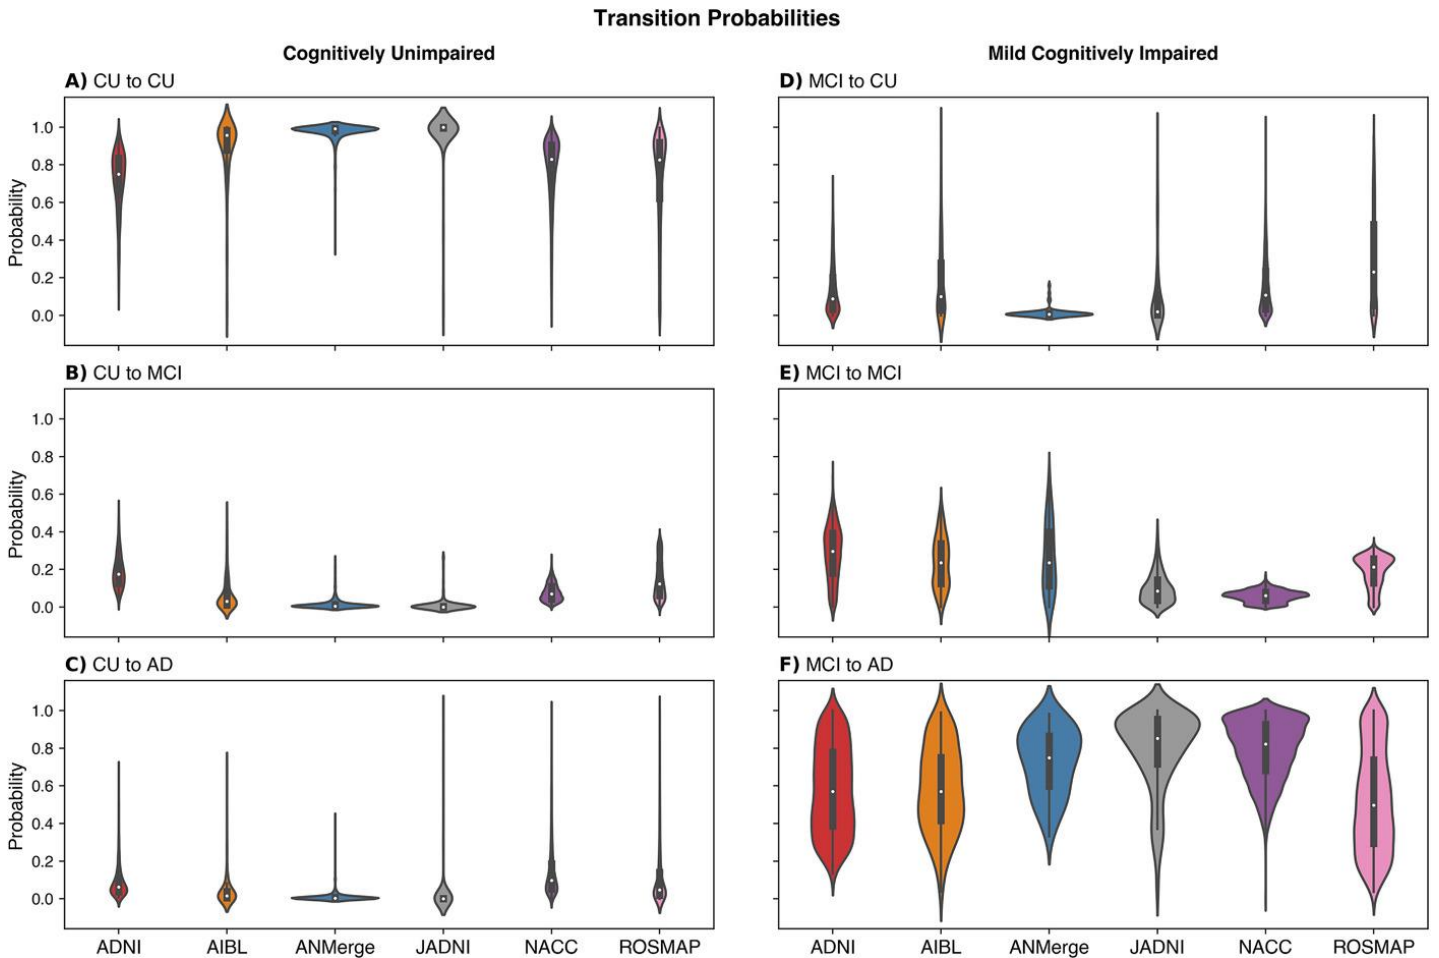 Transition Probabilities
Cognitively Unimpaired
Mild Cognitively Impaired
A) CU to CU
D) MCI to CU
Probability
1.0
0.8
0.6
0.4
0.2
0.0
B) CU to MCI
E) MCI to MCI
Probability
1.0
0.8
0.6
0.4
0.2
0.0
C) CU to AD
F) MCI to AD
Probability
1.0
0.8
0.6
0.4
0.2
0.0
ADNI AIBL ANMerge JADNI NACC ROSMAP
ADNI AIBL ANMerge JADNI NACC ROSMAP